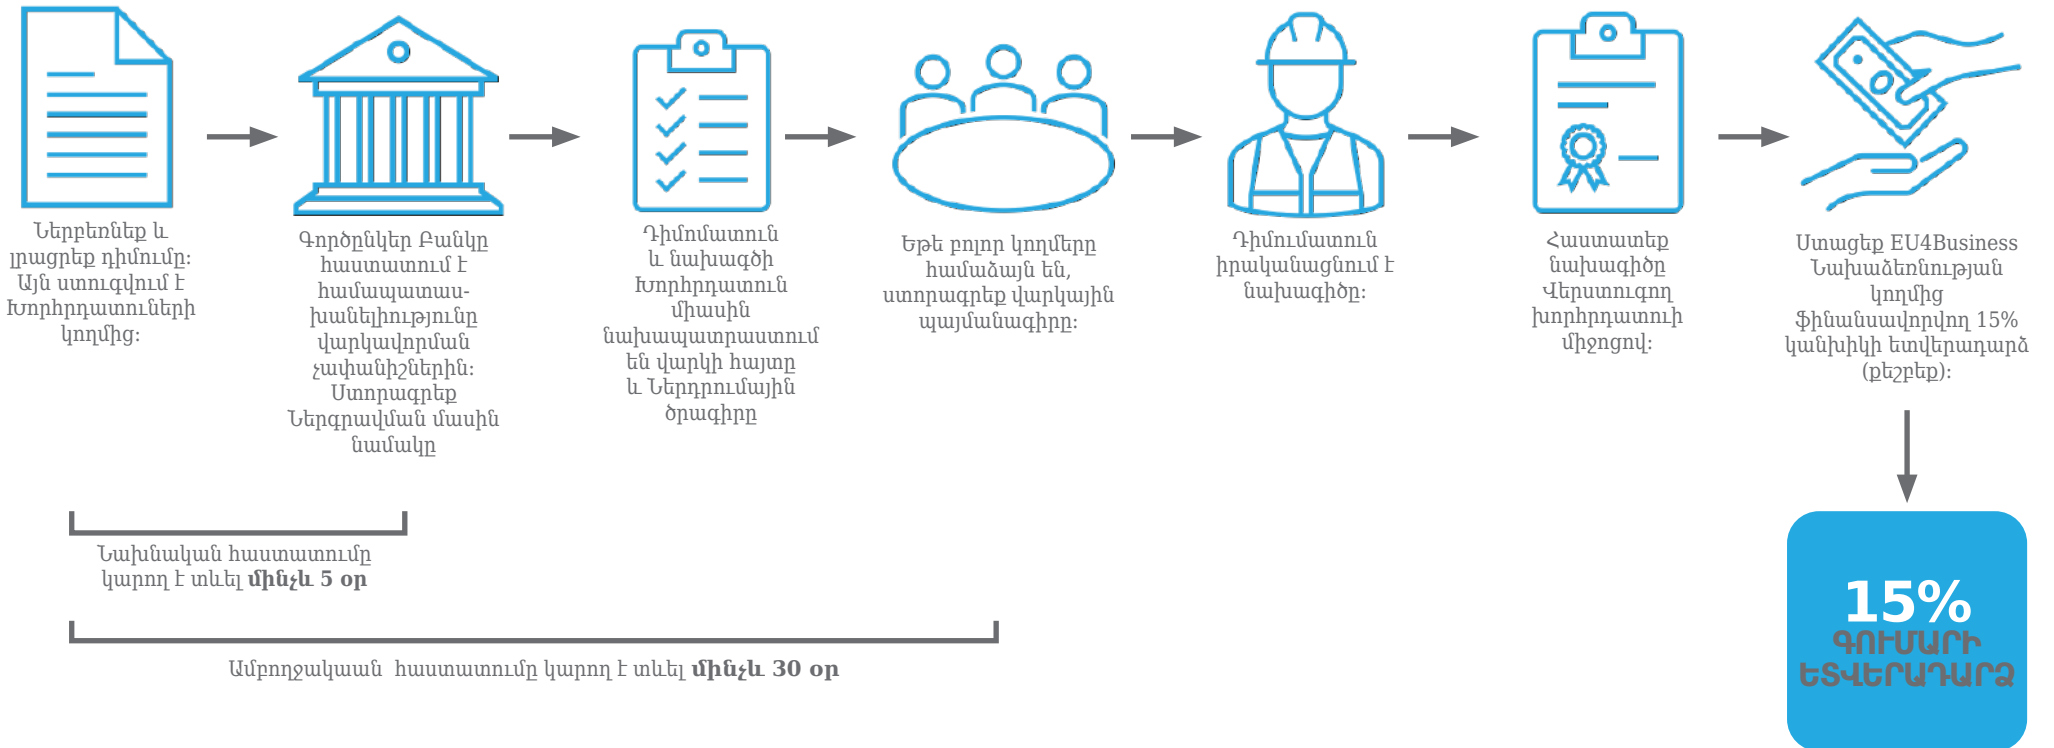 Ներբեռնեք և
լրացրեք դիմումը:
Այն ստուգվում է
Խորհրդատուների
կողմից:
Գործընկեր Բանկը
հաստատում է
համապատաս-
խանելիությունը
վարկավորման
չափանիշներին:
Ստորագրեք
Ներգրավման մասին
նամակը
Դիմոմատուն
և նախագծի
Խորհրդատուն
միասին
նախապատրաստում
են վարկի հայտը
և Ներդրումային
ծրագիրը
Եթե բոլոր կողմերը
համաձայն են,
ստորագրեք վարկային
պայմանագիրը:
Դիմումատուն
իրականացնում է
նախագիծը:
Հաստատեք
նախագիծը
Վերստուգող
խորհրդատուի
միջոցով:
Ստացեք EU4Business
Նախաձեռնության
կողմից
ֆինանսավորվող 15%
կանխիկի ետվերադարձ
(քեշբեք):
Նախնական հաստատումը
կարող է տևել մինչև 5 օր
Ամբողջակաան հաստատումը կարող է տևել մինչև 30 օր
15%
ԳՈՒՄԱՐԻ
ԵՏՎԵՐԱԴԱՐՁ